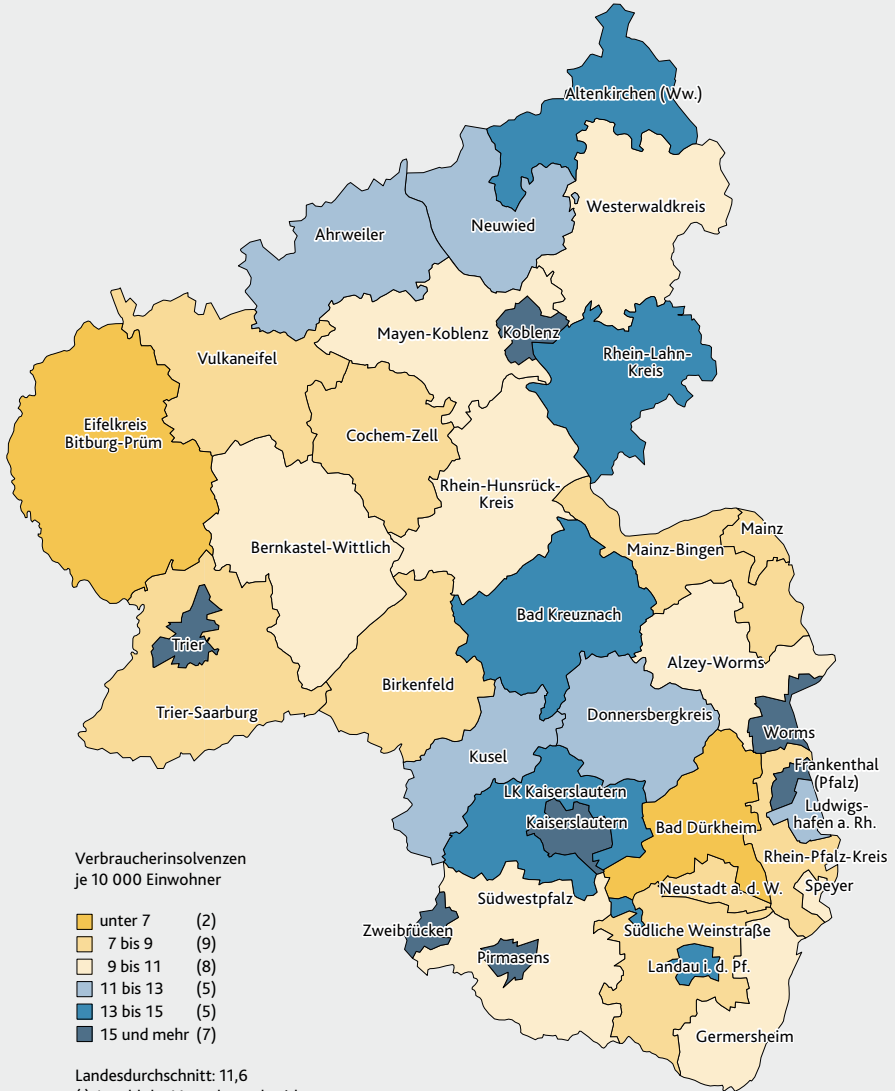 Altenkirchen (Ww.)
Westerwaldkreis
Neuwied
Ahrweiler
Mayen-Koblenz
Koblenz
Rhein-Lahn-
Kreis
Vulkaneifel
Eifelkreis
Bitburg-Prüm
Cochem-Zell
Rhein-Hunsrück-
Kreis
Mainz
Mainz-Bingen
Bernkastel-Wittlich
Bad Kreuznach
Trier
Alzey-Worms
Birkenfeld
Trier-Saarburg
Donnersbergkreis
Worms
Kusel
Frankenthal
(Pfalz)
LK Kaiserslautern
Ludwigs-
hafen a. Rh.
Kaiserslautern
Bad Dürkheim
Rhein-Pfalz-Kreis
Neustadt a. d. W.
Speyer
Südwestpfalz
Zweibrücken
Südliche Weinstraße
Pirmasens
Landau i. d. Pf.
Germersheim
Verbraucherinsolvenzen
je 10 000 Einwohner
unter 7 (2)
7 bis 9 (9)
9 bis 11 (8)
11 bis 13 (5)
13 bis 15 (5)
15 und mehr (7)
Landesdurchschnitt: 11,6